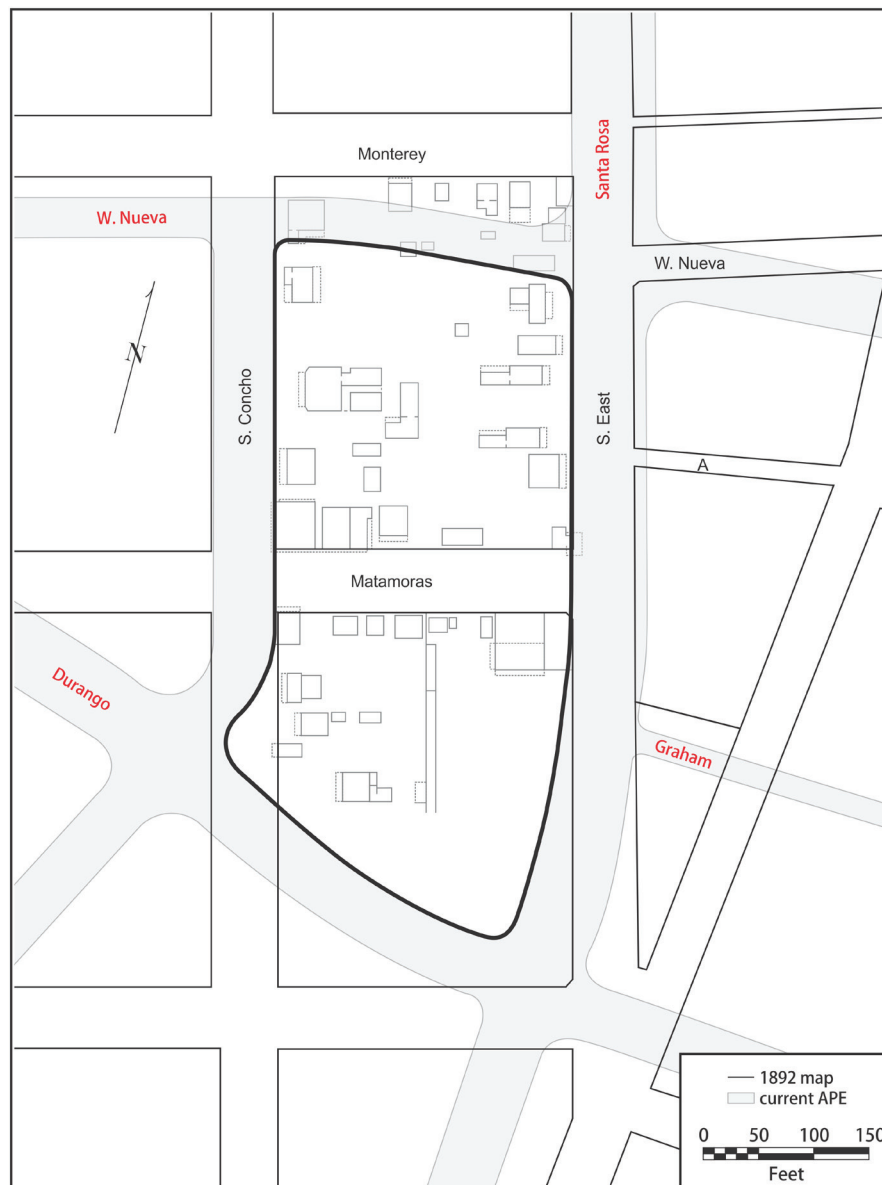 Monterey
Santa Rosa
W. Nueva
W. Nueva
N
S. Concho
S. East
A
Matamoras
Durango
Graham
1892 map
current APE
0 50 100 150
Feet